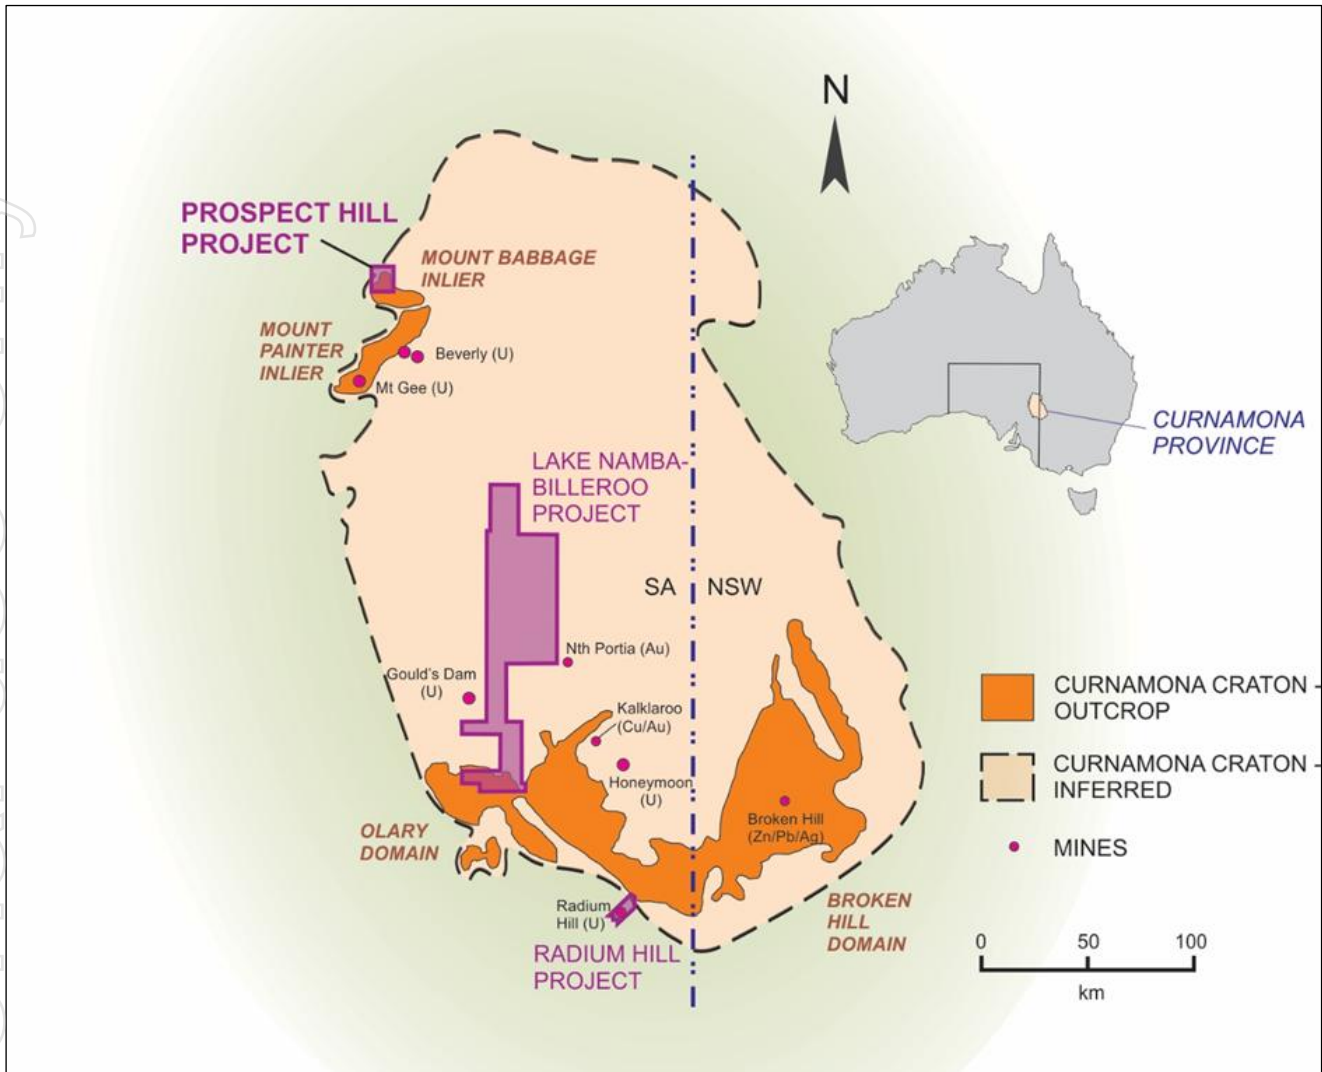 N
PROSPECT HILL
PROJECT
MOUNT BABBAGE
INLIER
MOUNT
PAINTER
INLIER
Beverly (U)
Mt Gee (U)
CURNAMONA
PROVINCE
LAKE NAMBA-
BILLEROO
PROJECT
SA
NSW
Nth Portia (Au)
Gould's Dam
(U)
Kalklaroo
(Cu/Au)
Honeymoon
(U)
Broken Hill
(Zn/Pb/Ag)
OLARY
DOMAIN
Radium
Hill (U)
RADIUM HILL
PROJECT
BROKEN
HILL
DOMAIN
CURNAMONA CRATON -
OUTCROP
CURNAMONA CRATON -
INFERRED
MINES
0 50 100
km